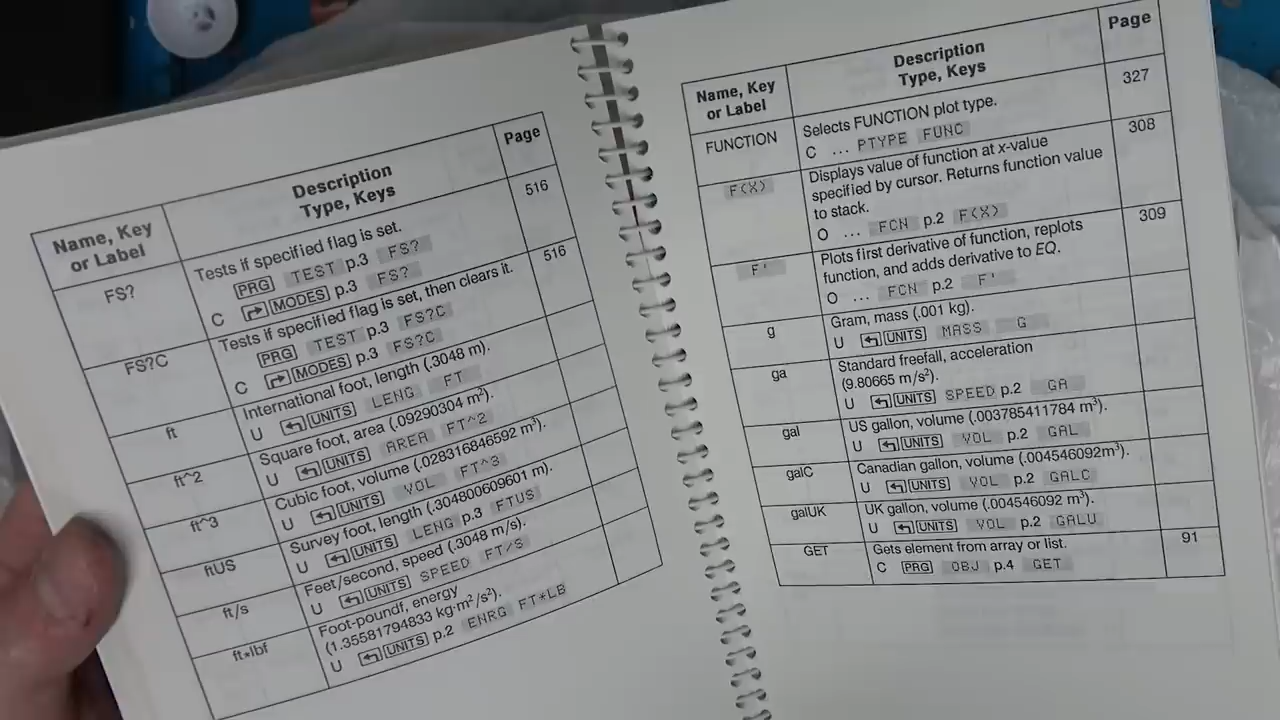 Name, Key
or Label
Description
Type, Keys
Page
FS?
Tests if specified flag is set.
516
PRG TEST p.3 FS?
C ↱ MODES p.3 FS?
FS?C
Tests if specified flag is set, then clears it.
516
PRG TEST p.3 FS?C
C ↱ MODES p.3 FS?C
ft
International foot, length (.3048 m).
U ↰ UNITS LENG FT
ft^2
Square foot, area (.09290304 m²).
U ↰ UNITS AREA FT^2
ft^3
Cubic foot, volume (.028316846592 m³).
U ↰ UNITS VOL FT^3
ftUS
Survey foot, length (.304800609601 m).
U ↰ UNITS LENG p.3 FTUS
ft/s
Feet/second, speed (.3048 m/s).
U ↰ UNITS SPEED FT/S
ft*lbf
Foot-poundf, energy
(1.35581794833 kg·m²/s²).
U ↰ UNITS p.2 ENRG FT*LB
Name, Key
or Label
Description
Type, Keys
Page
FUNCTION
Selects FUNCTION plot type.
327
C ... PTYPE FUNC
F(X)
Displays value of function at x-value
308
specified by cursor. Returns function value
to stack.
O ... FCN p.2 F(X)
F'
Plots first derivative of function, replots
309
function, and adds derivative to EQ.
O ... FCN p.2 F'
g
Gram, mass (.001 kg).
U ↰ UNITS MASS G
ga
Standard freefall, acceleration
(9.80665 m/s²).
U ↰ UNITS SPEED p.2 GA
gal
US gallon, volume (.003785411784 m³).
U ↰ UNITS VOL p.2 GAL
galC
Canadian gallon, volume (.004546092m³).
U ↰ UNITS VOL p.2 GALC
galUK
UK gallon, volume (.004546092 m³).
U ↰ UNITS VOL p.2 GALU
GET
Gets element from array or list.
91
C PRG OBJ p.4 GET